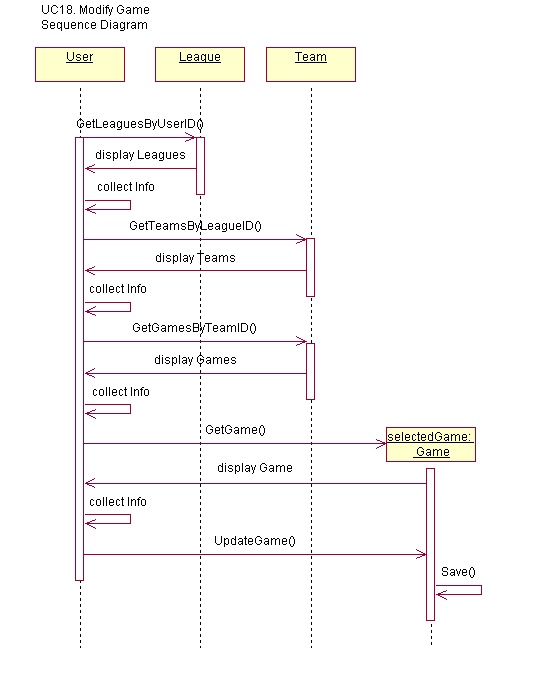 UC18. Modify Game
Sequence Diagram
User
League
Team
GetLeaguesByUserID()
display Leagues
collect Info
GetTeamsByLeagueID()
display Teams
collect Info
GetGamesByTeamID()
display Games
collect Info
GetGame()
selectedGame:
Game
display Game
collect Info
UpdateGame()
Save()